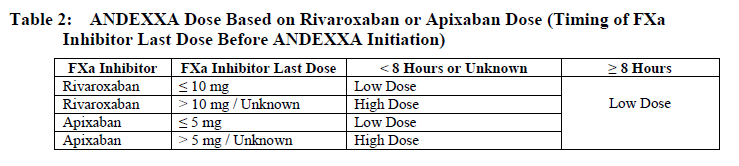 Table 2: ANDEXXA Dose Based on Rivaroxaban or Apixaban Dose (Timing of FXa
Inhibitor Last Dose Before ANDEXXA Initiation)
FXa Inhibitor FXa Inhibitor Last Dose < 8 Hours or Unknown ≥ 8 Hours
Rivaroxaban ≤ 10 mg Low Dose
Rivaroxaban > 10 mg / Unknown High Dose Low Dose
Apixaban ≤ 5 mg Low Dose
Apixaban > 5 mg / Unknown High Dose